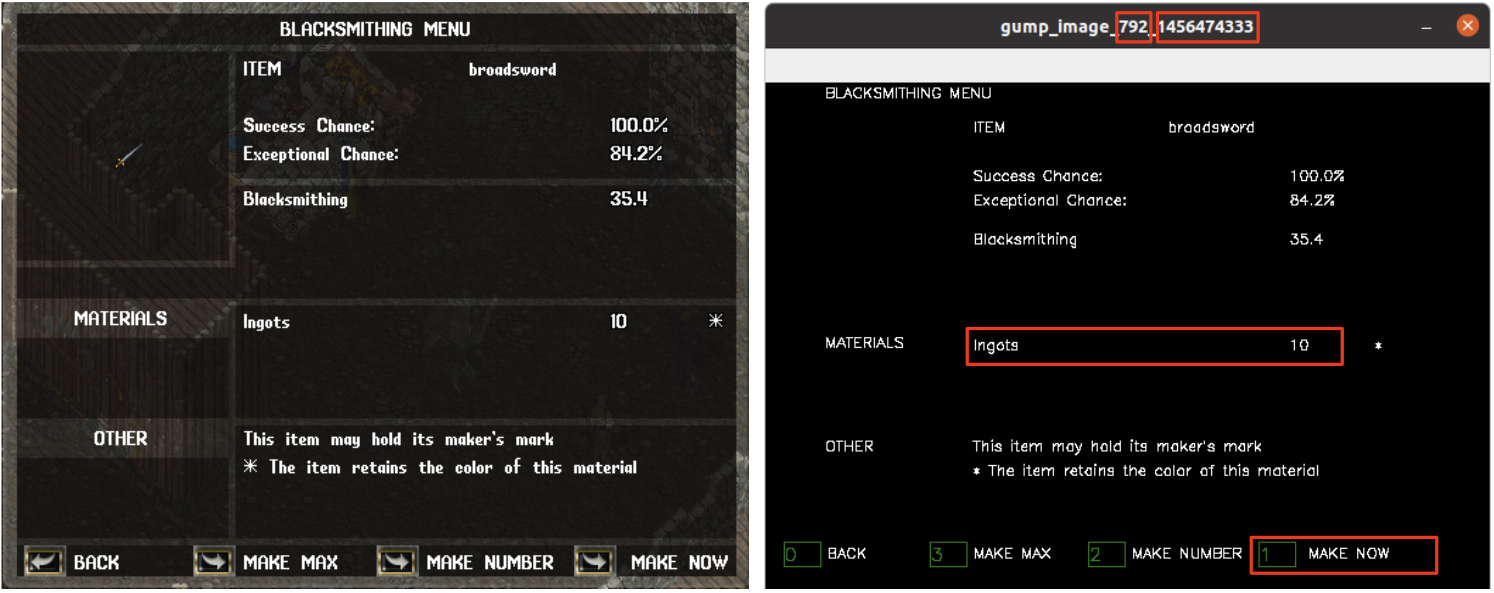 BLACKSMITHING MENU
ITEM broadsword
Success Chance: 100.0%
Exceptional Chance: 84.2%
Blacksmithing 35.4
MATERIALS Ingots 10 *
OTHER This item may hold its maker's mark
* The item retains the color of this material
BACK MAKE MAX MAKE NUMBER MAKE NOW
gump_image_792_1456474333
BLACKSMITHING MENU
ITEM broadsword
Success Chance: 100.0%
Exceptional Chance: 84.2%
Blacksmithing 35.4
MATERIALS Ingots 10 *
OTHER This item may hold its maker's mark
* The item retains the color of this material
0 BACK 3 MAKE MAX 2 MAKE NUMBER 1 MAKE NOW